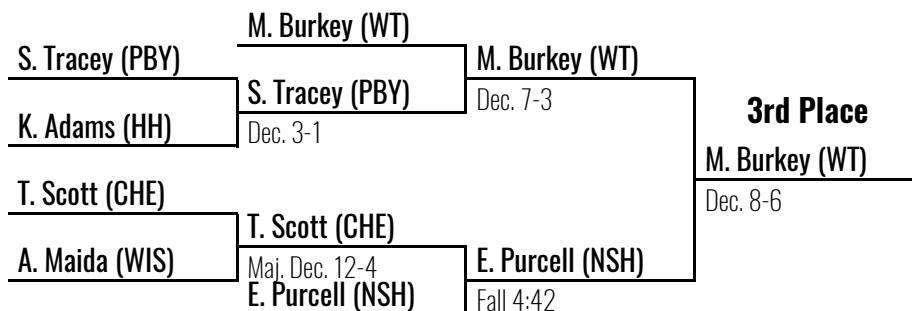 M. Burkey (WT)
S. Tracey (PBY)
M. Burkey (WT)
S. Tracey (PBY)
Dec. 7-3
3rd Place
K. Adams (HH)
Dec. 3-1
M. Burkey (WT)
T. Scott (CHE)
Dec. 8-6
T. Scott (CHE)
A. Maida (WIS)
Maj. Dec. 12-4
E. Purcell (NSH)
E. Purcell (NSH)
Fall 4:42